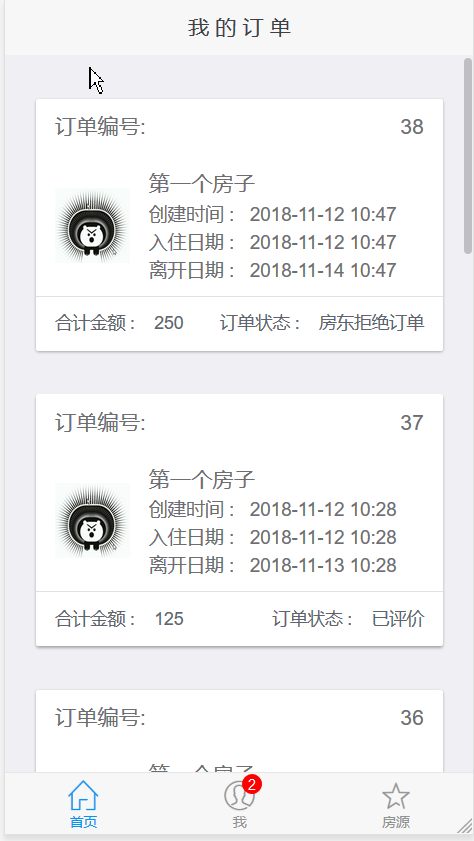 我的订单
订单编号: 38
第一个房子
创建时间： 2018-11-12 10:47
入住日期： 2018-11-12 10:47
离开日期： 2018-11-14 10:47
合计金额： 250 订单状态： 房东拒绝订单
订单编号: 37
第一个房子
创建时间： 2018-11-12 10:28
入住日期： 2018-11-12 10:28
离开日期： 2018-11-13 10:28
合计金额： 125 订单状态： 已评价
订单编号: 36
2
首页 我 房源